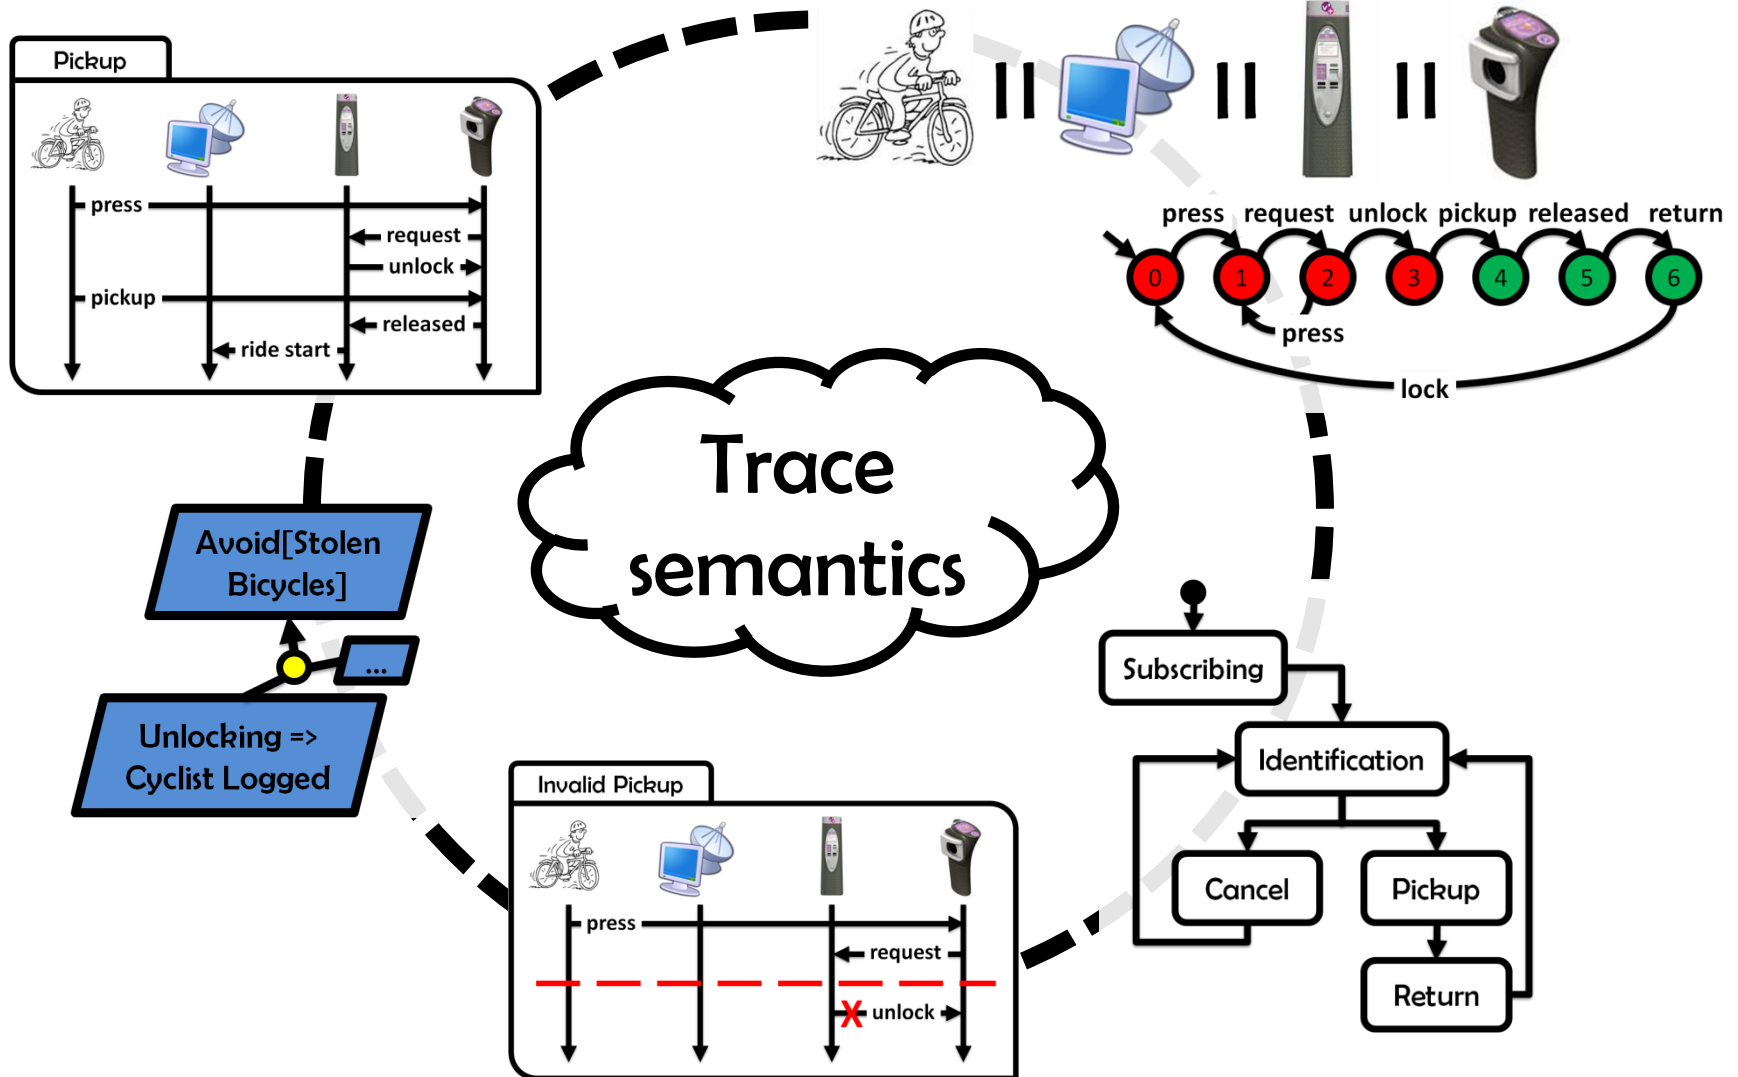 Pickup
press
request
unlock
pickup
released
ride start
press request unlock pickup released return
0 1 2 3 4 5 6
press
lock
Trace
semantics
Avoid[Stolen
Bicycles]
...
Unlocking =>
Cyclist Logged
Invalid Pickup
press
request
X unlock
Subscribing
Identification
Cancel
Pickup
Return